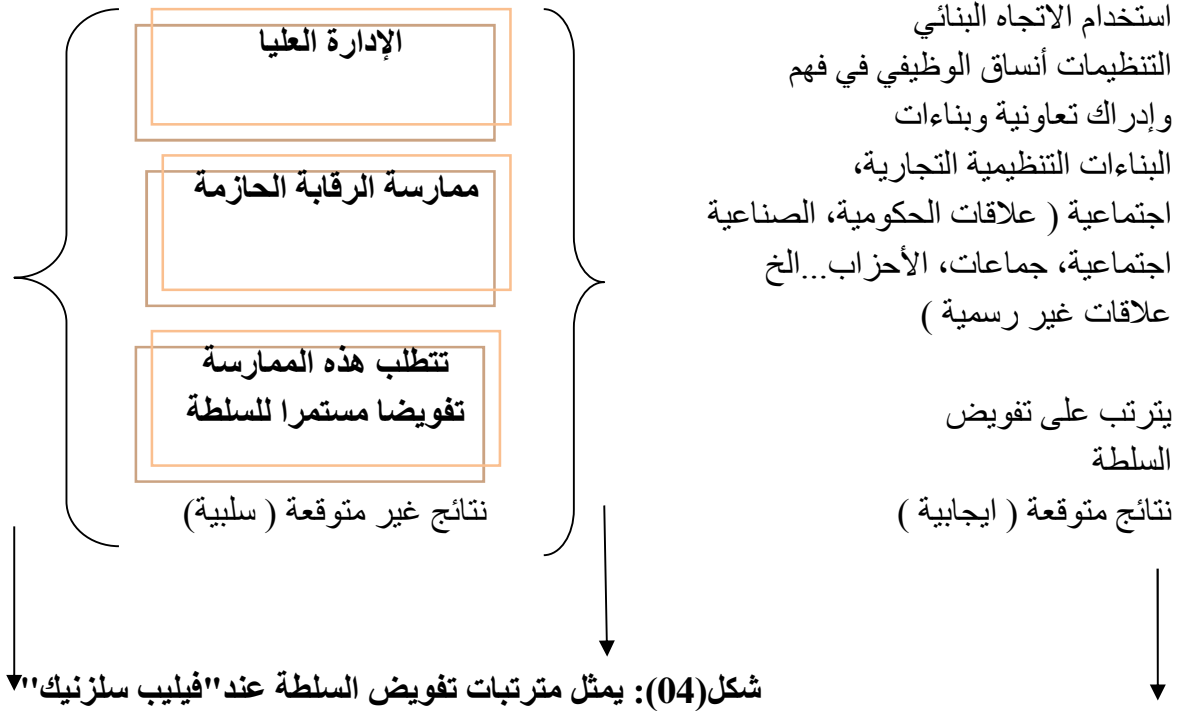 استخدام الاتجاه البنائي
التنظيمات أنساق الوظيفي في فهم
وإدراك تعاونية وبناءات
البناءات التنظيمية التجارية،
اجتماعية ( علاقات الحكومية، الصناعية
اجتماعية، جماعات، الأحزاب...الخ
علاقات غير رسمية )
يترتب على تفويض
السلطة
نتائج متوقعة ( ايجابية )
الإدارة العليا
ممارسة الرقابة الحازمة
تتطلب هذه الممارسة
تفويضا مستمرا للسلطة
نتائج غير متوقعة ( سلبية)
شكل(04): يمثل مترتبات تفويض السلطة عند"فيليب سلزنيك"